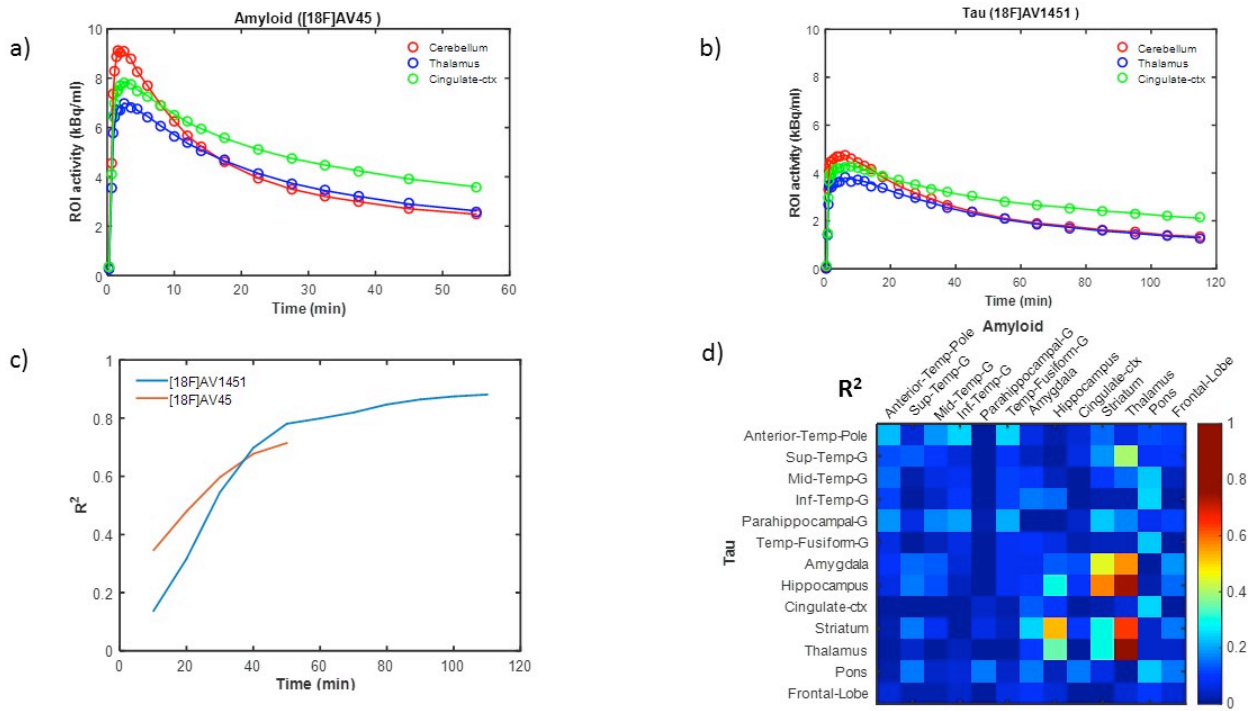 a)
Amyloid ([18F]AV45 )
ROI activity (kBq/ml)
10
8
6
4
2
0
Cerebellum
Thalamus
Cingulate-ctx
0 10 20 30 40 50 60
Time (min)
b)
Tau (18F]AV1451 )
ROI activity (kBq/ml)
10
8
6
4
2
0
Cerebellum
Thalamus
Cingulate-ctx
0 20 40 60 80 100 120
Time (min)
c)
R²
1
0.8
0.6
0.4
0.2
0
[18F]AV1451
[18F]AV45
0 20 40 60 80 100 120
Time (min)
d)
Amyloid
R²
Anterior-Temp-Pole
Sup-Temp-G
Mid-Temp-G
Inf-Temp-G
Parahippocampal-G
Temp-Fusiform-G
Amygdala
Hippocampus
Cingulate-ctx
Striatum
Thalamus
Pons
Frontal-Lobe
Tau
Anterior-Temp-Pole
Sup-Temp-G
Mid-Temp-G
Inf-Temp-G
Parahippocampal-G
Temp-Fusiform-G
Amygdala
Hippocampus
Cingulate-ctx
Striatum
Thalamus
Pons
Frontal-Lobe
1
0.8
0.6
0.4
0.2
0